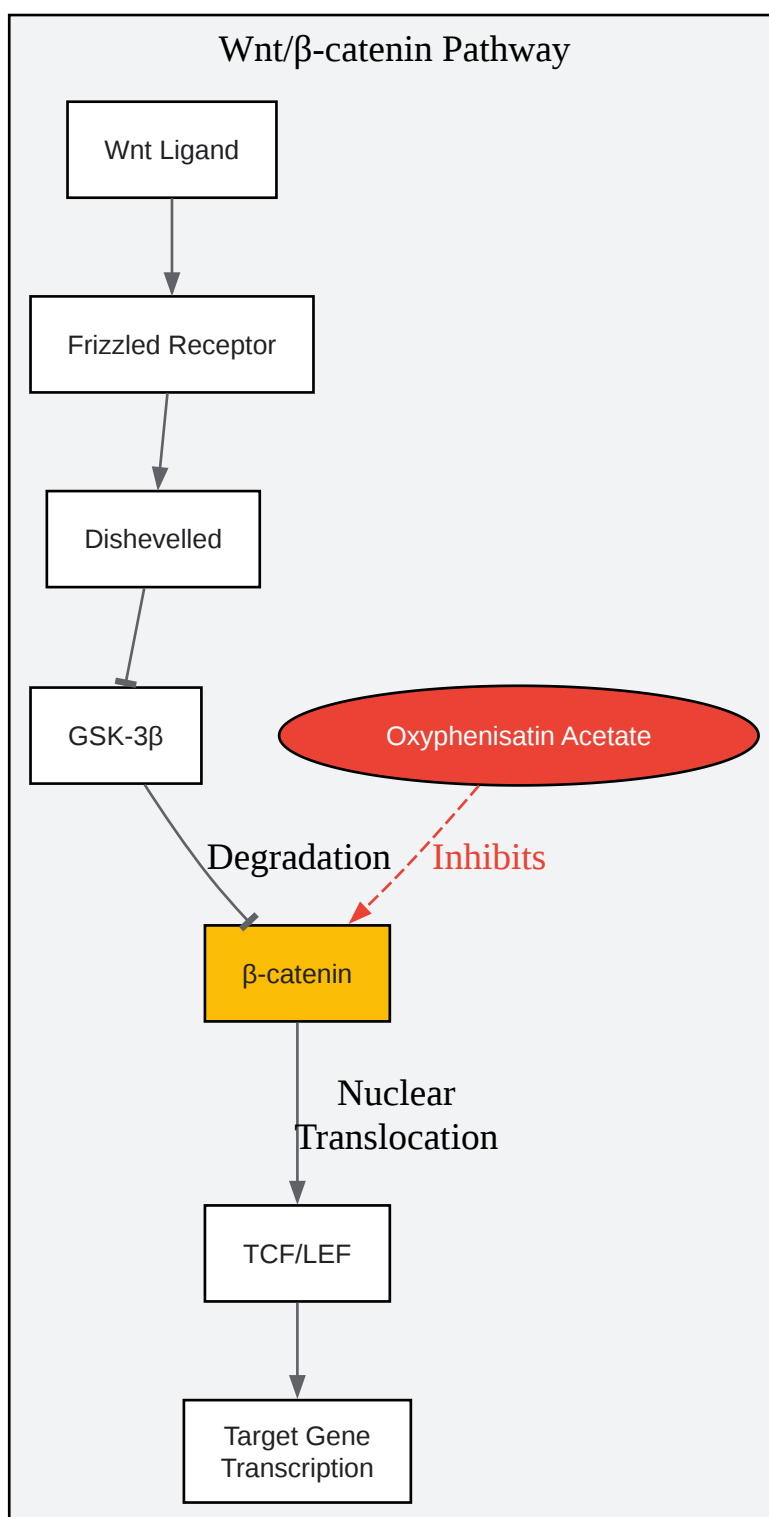 Wnt/β-catenin Pathway
Wnt Ligand
Frizzled Receptor
Dishevelled
GSK-3β
Oxyphenisatin Acetate
Degradation
Inhibits
β-catenin
Nuclear
Translocation
TCF/LEF
Target Gene
Transcription